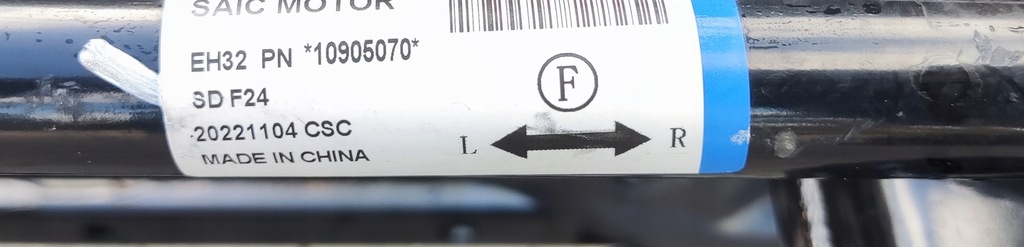 SAIC MOTOR
EH32 PN *10905070*
SD F24
20221104 CSC
MADE IN CHINA
F
L R